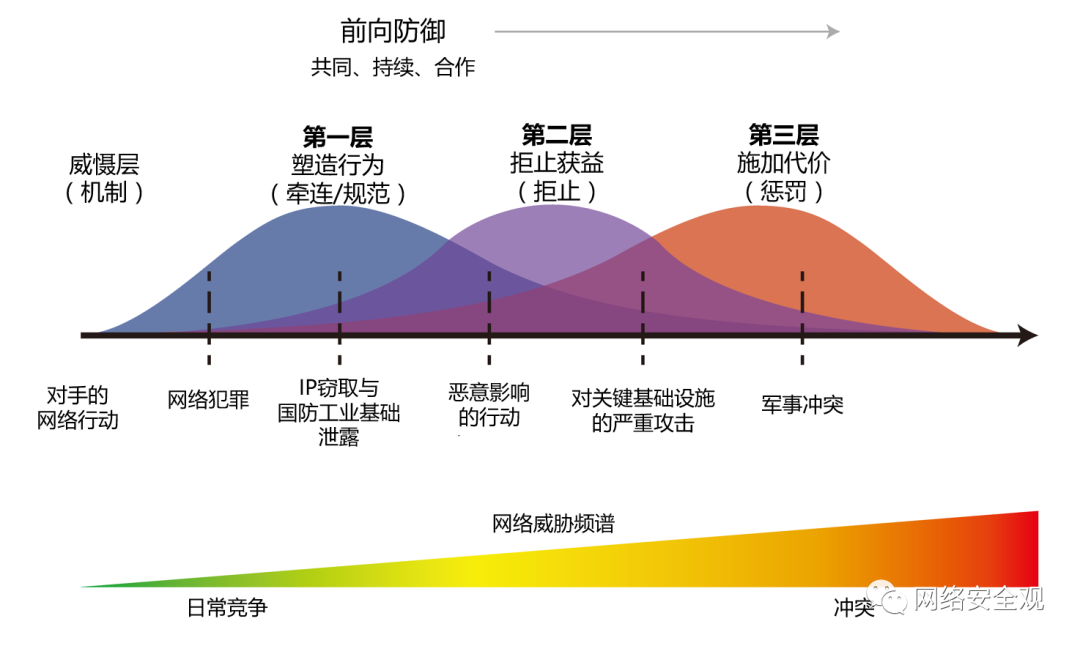 前向防御
共同、持续、合作
威慑层
（机制）
第一层
塑造行为
（牵连/规范）
第二层
拒止获益
（拒止）
第三层
施加代价
（惩罚）
对手的
网络行动
网络犯罪
IP窃取与
国防工业基础
泄露
恶意影响
的行动
对关键基础设施
的严重攻击
军事冲突
网络威胁频谱
日常竞争
冲突
网络安全观